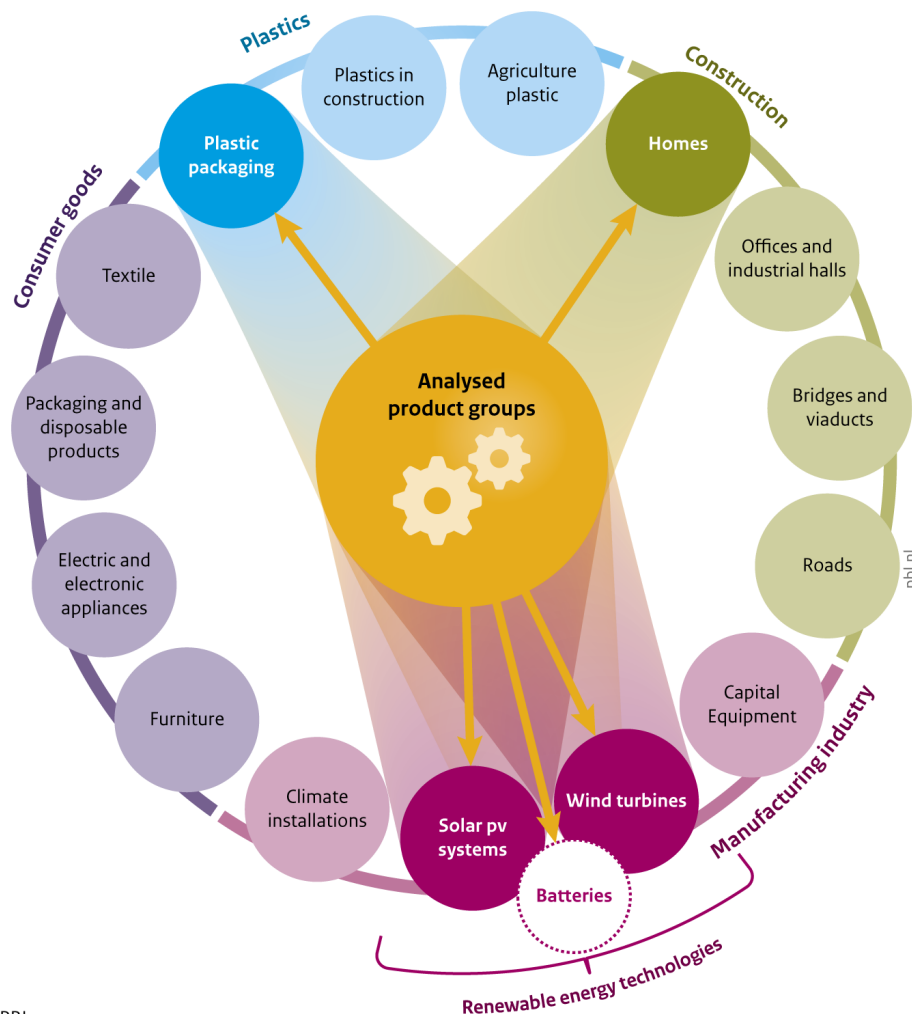 Plastics
Construction
Consumer goods
Manufacturing industry
Plastic
packaging
Plastics in
construction
Agriculture
plastic
Homes
Offices and
industrial halls
Bridges and
viaducts
Roads
Capital
Equipment
Wind turbines
Batteries
Solar pv
systems
Climate
installations
Furniture
Electric and
electronic
appliances
Packaging and
disposable
products
Textile
Analysed
product groups
Renewable energy technologies
pbl.nl